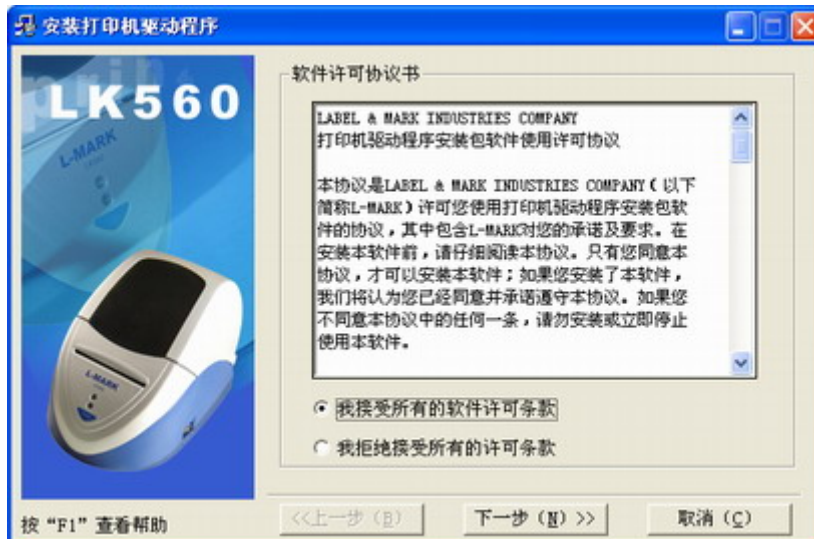 安装打印机驱动程序
print
LK560
L-MARK
L-MARK
软件许可协议书
LABEL & MARK INDUSTRIES COMPANY
打印机驱动程序安装包软件使用许可协议
本协议是LABEL & MARK INDUSTRIES COMPANY（以下
简称L-MARK）许可您使用打印机驱动程序安装包软
件的协议，其中包含L-MARK对您的承诺及要求。在
安装本软件前，请仔细阅读本协议。只有您同意本
协议，才可以安装本软件；如果您安装了本软件，
我们将认为您已经同意并承诺遵守本协议。如果您
不同意本协议中的任何一条，请勿安装或立即停止
使用本软件。
我接受所有的软件许可条款
我拒绝接受所有的许可条款
按 “F1” 查看帮助
<<上一步（B）
下一步（N）>>
取消（C）